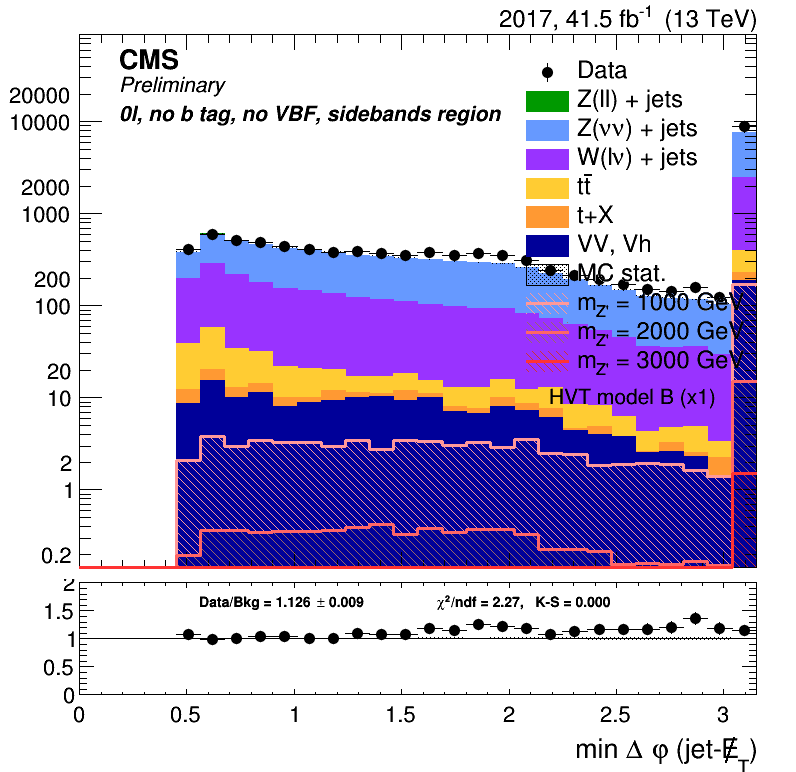 2017, 41.5 fb⁻¹ (13 TeV)
CMS
Preliminary
0l, no b tag, no VBF, sidebands region
Data
Z(ll) + jets
Z(νν) + jets
W(lν) + jets
tt̄
t+X
VV, Vh
MC stat.
m_Z' = 1000 GeV
m_Z' = 2000 GeV
m_Z' = 3000 GeV
HVT model B (x1)
20000
10000
2000
1000
200
100
20
10
2
1
0.2
Data/Bkg = 1.126 ± 0.009 χ²/ndf = 2.27, K-S = 0.000
2
1.5
1
0.5
0
0 0.5 1 1.5 2 2.5 3
min Δ φ (jet-E̸_T)